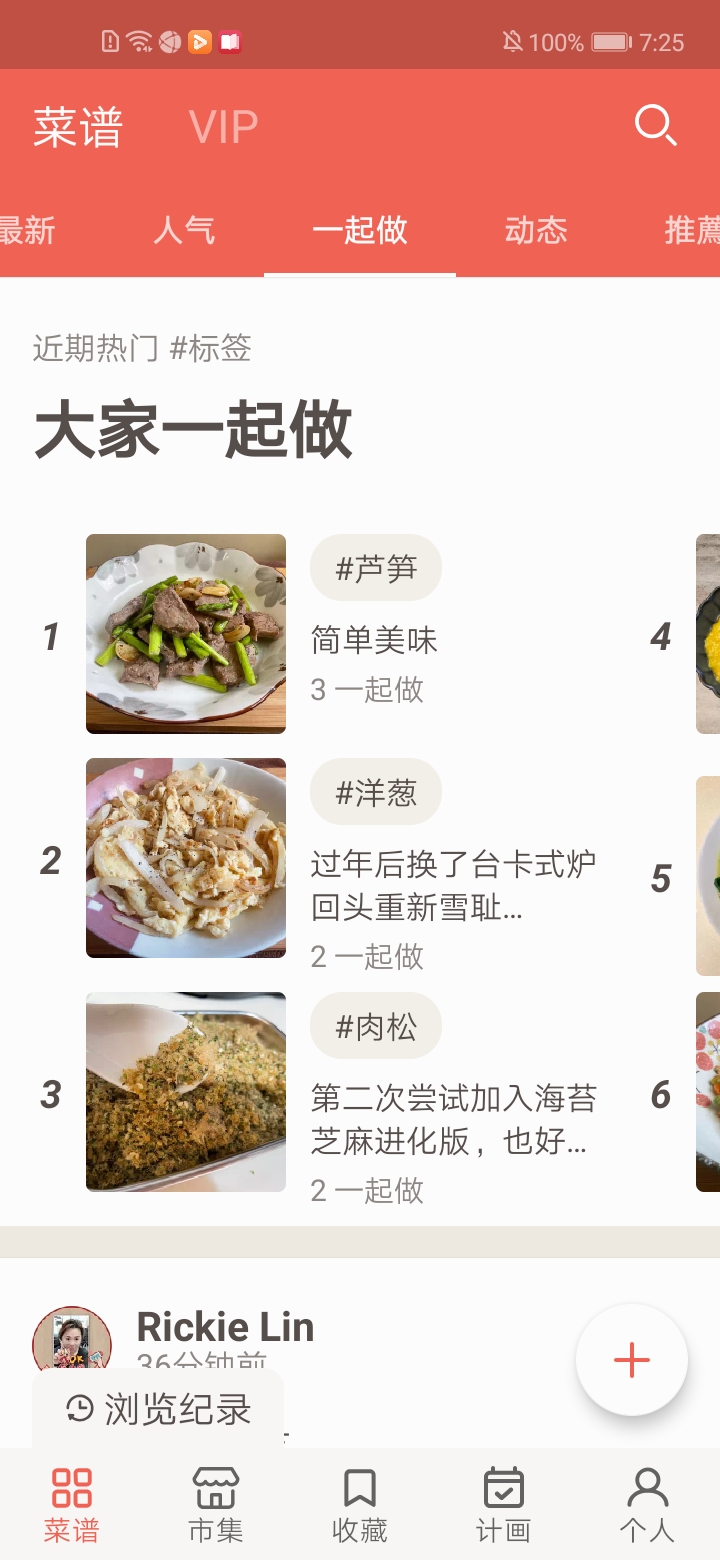 100% 7:25
菜谱 VIP
最新 人气 一起做 动态 推薦
近期热门 #标签
大家一起做
1
#芦笋
简单美味
3 一起做
2
#洋葱
过年后换了台卡式炉
回头重新雪耻...
2 一起做
3
#肉松
第二次尝试加入海苔
芝麻进化版，也好...
2 一起做
4
5
6
Rickie Lin
36分钟前
浏览纪录
菜谱 市集 收藏 计画 个人